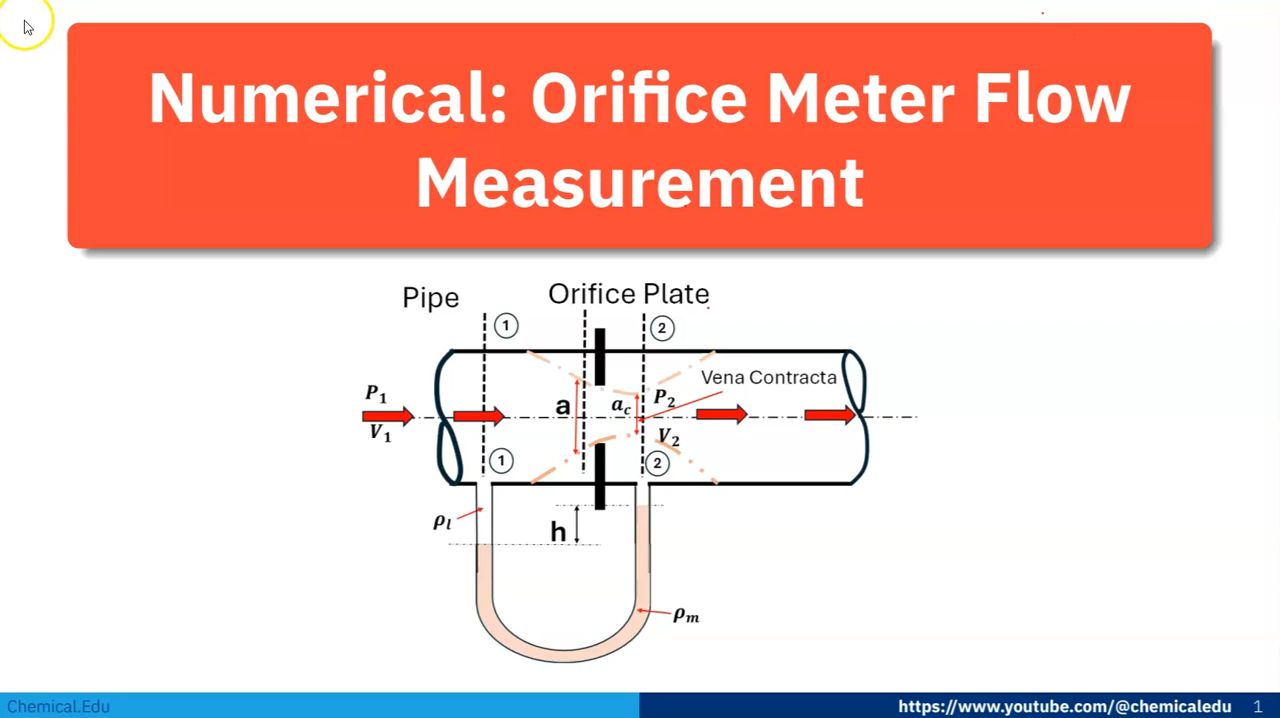 Numerical: Orifice Meter Flow
Measurement
Pipe
Orifice Plate
1
2
Vena Contracta
P₁
V₁
a
a_c
P₂
V₂
1
2
ρ_l
h
ρ_m
Chemical.Edu
https://www.youtube.com/@chemicaledu
1